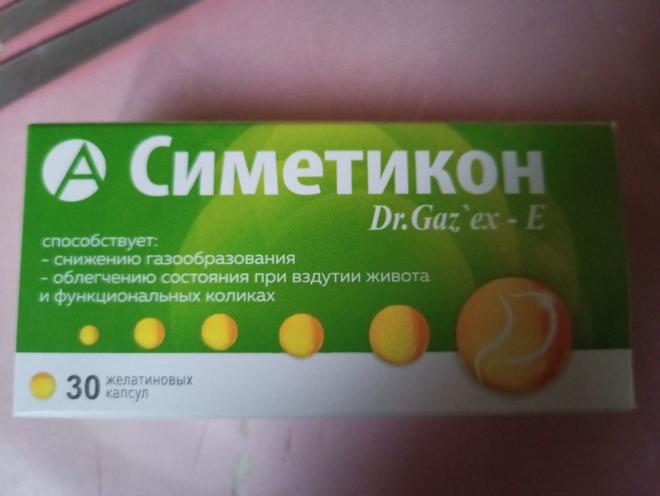 А Симетикон
Dr.Gaz`ex - E
способствует:
- снижению газообразования
- облегчению состояния при вздутии живота
и функциональных коликах
30 желатиновых
капсул